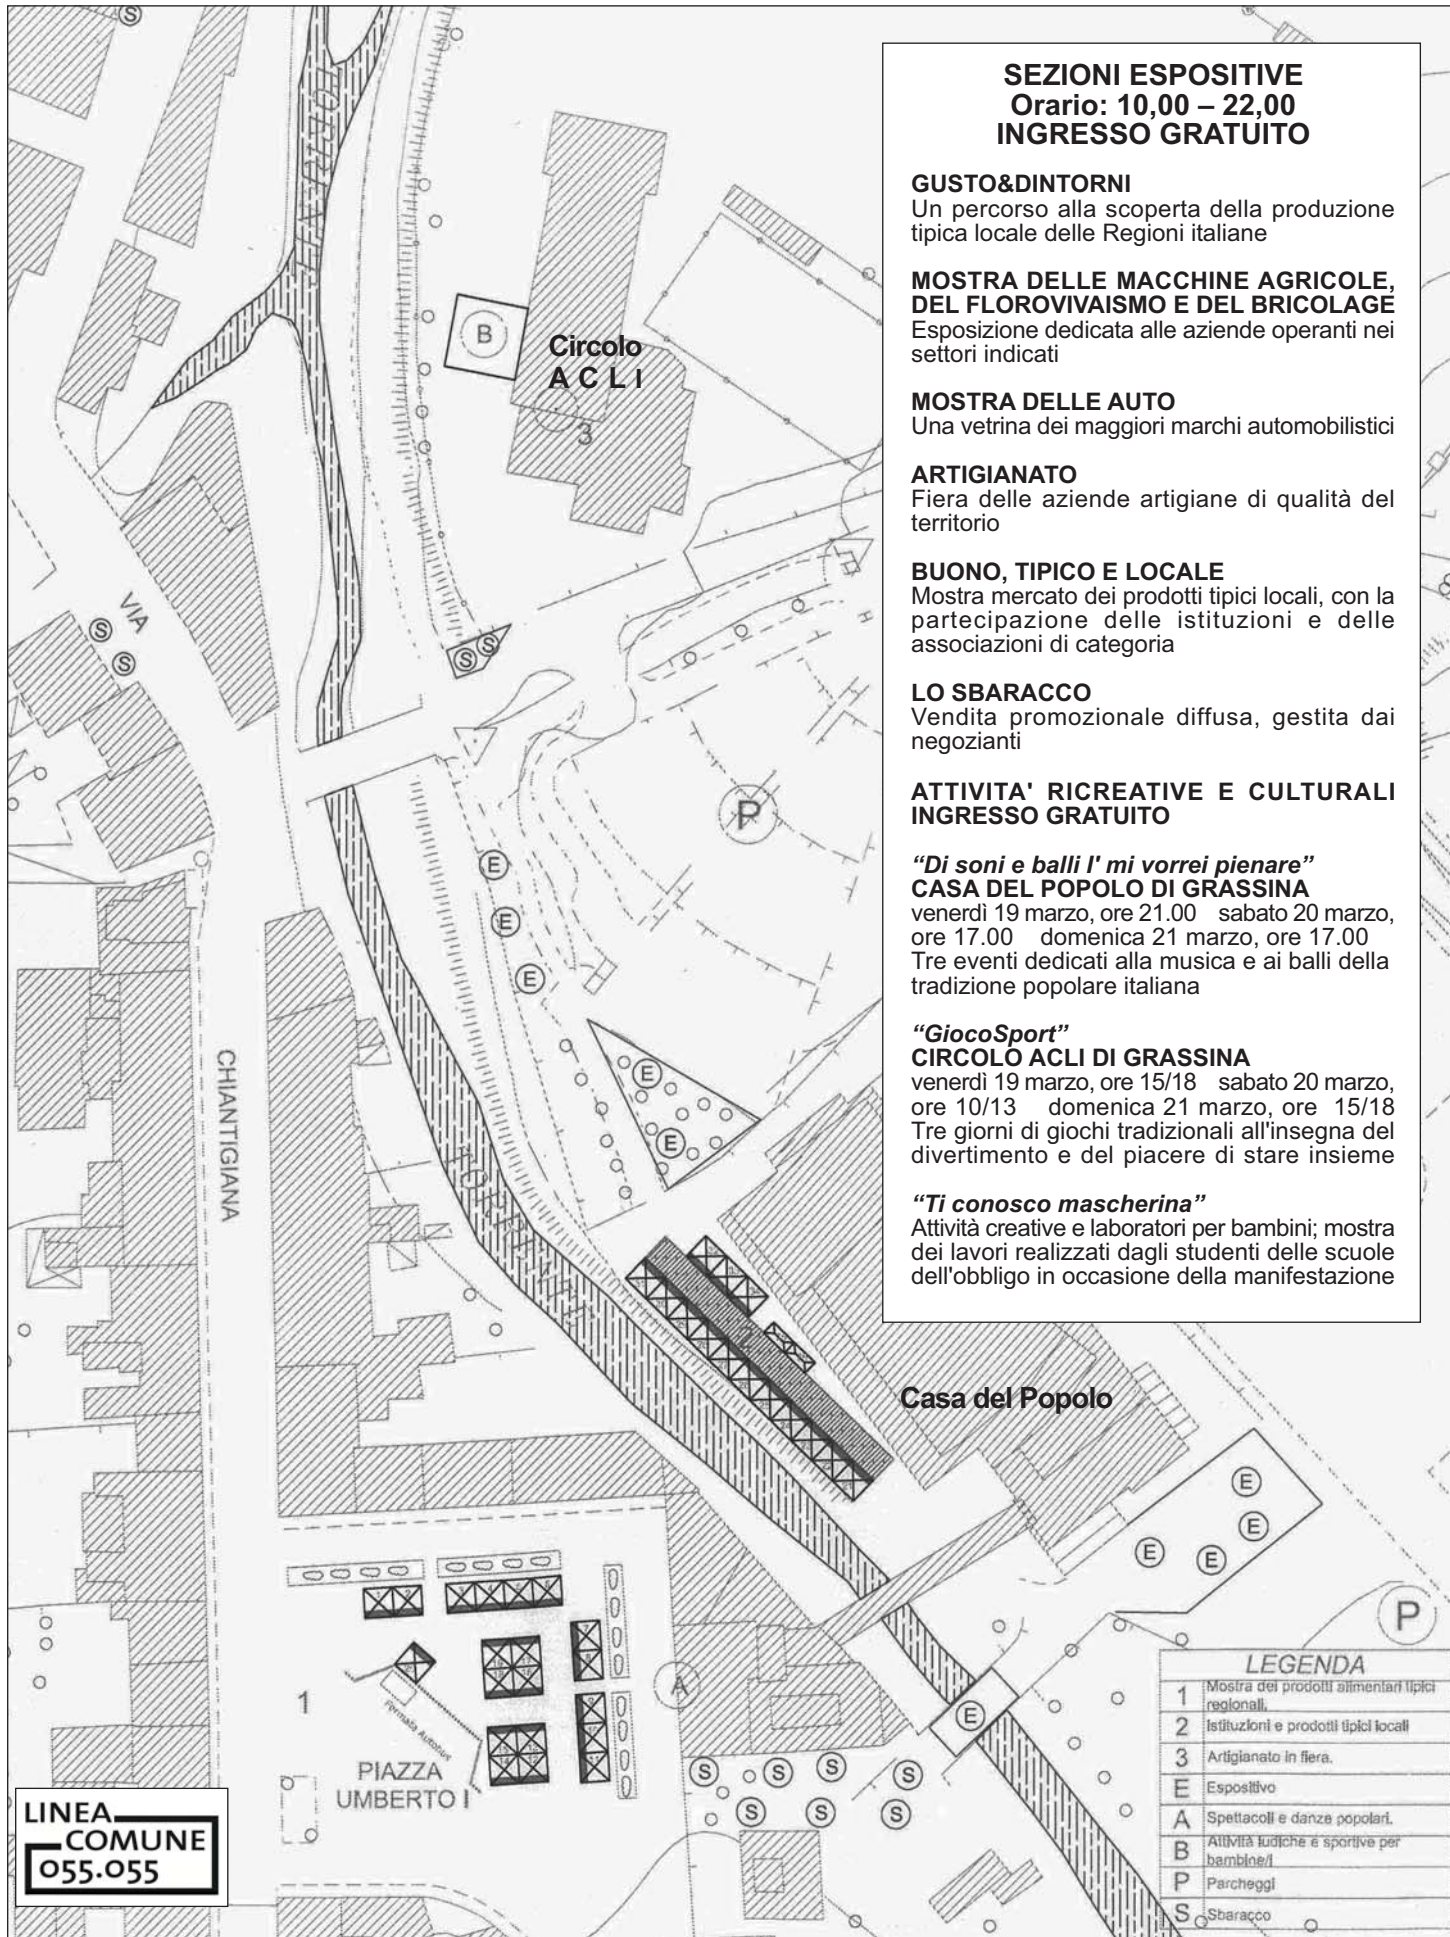 SEZIONI ESPOSITIVE
Orario: 10,00 – 22,00
INGRESSO GRATUITO
GUSTO&DINTORNI
Un percorso alla scoperta della produzione
tipica locale delle Regioni italiane
MOSTRA DELLE MACCHINE AGRICOLE,
DEL FLOROVIVAISMO E DEL BRICOLAGE
Esposizione dedicata alle aziende operanti nei
settori indicati
MOSTRA DELLE AUTO
Una vetrina dei maggiori marchi automobilistici
ARTIGIANATO
Fiera delle aziende artigiane di qualità del
territorio
BUONO, TIPICO E LOCALE
Mostra mercato dei prodotti tipici locali, con la
partecipazione delle istituzioni e delle
associazioni di categoria
LO SBARACCO
Vendita promozionale diffusa, gestita dai
negozianti
ATTIVITA' RICREATIVE E CULTURALI
INGRESSO GRATUITO
“Di soni e balli I' mi vorrei pienare”
CASA DEL POPOLO DI GRASSINA
venerdì 19 marzo, ore 21.00 sabato 20 marzo,
ore 17.00 domenica 21 marzo, ore 17.00
Tre eventi dedicati alla musica e ai balli della
tradizione popolare italiana
“GiocoSport”
CIRCOLO ACLI DI GRASSINA
venerdì 19 marzo, ore 15/18 sabato 20 marzo,
ore 10/13 domenica 21 marzo, ore 15/18
Tre giorni di giochi tradizionali all'insegna del
divertimento e del piacere di stare insieme
“Ti conosco mascherina”
Attività creative e laboratori per bambini; mostra
dei lavori realizzati dagli studenti delle scuole
dell'obbligo in occasione della manifestazione
S
B
Circolo
A C L I
3
VIA
S
S
S S
P
E
E
E
E
E
CHIANTIGIANA
2
Casa del Popolo
E
E
E
E
P
1
A
Fermata Autobus
E
PIAZZA
UMBERTO I
S S S S
S S S
LINEA
COMUNE
055.055
LEGENDA
1 Mostra dei prodotti alimentari tipici
regionali.
2 Istituzioni e prodotti tipici locali
3 Artigianato in fiera.
E Espositivo
A Spettacoli e danze popolari.
B Attività ludiche e sportive per
bambine/i
P Parcheggi
S Sbaracco